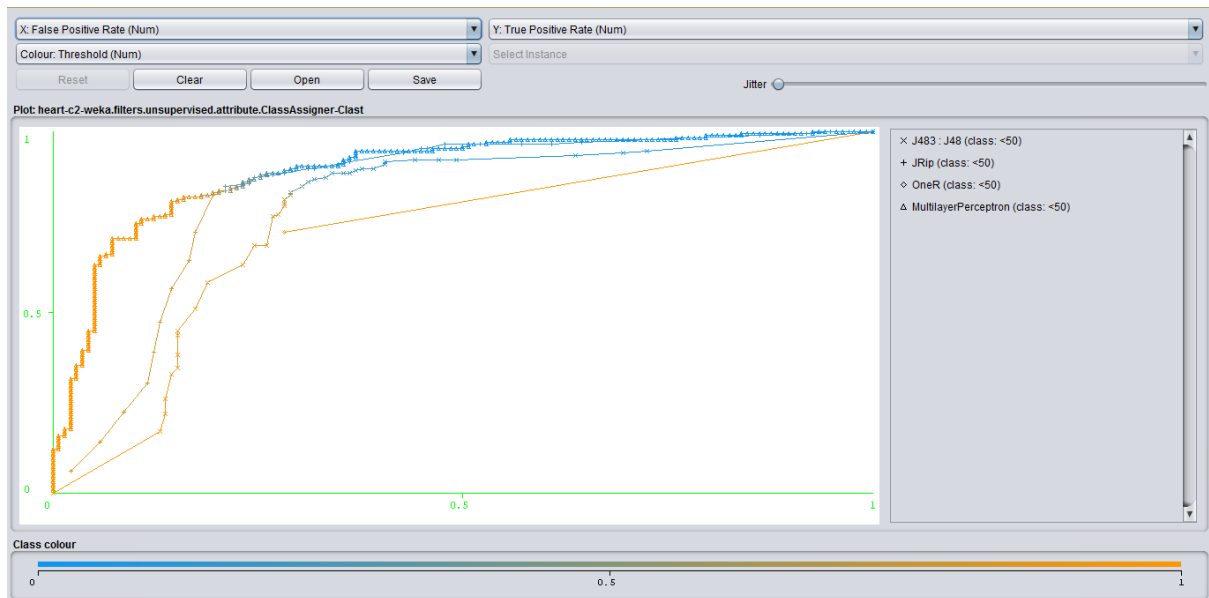 X: False Positive Rate (Num)
Y: True Positive Rate (Num)
Colour: Threshold (Num)
Select Instance
Reset
Clear
Open
Save
Jitter
Plot: heart-c2-weka.filters.unsupervised.attribute.ClassAssigner-Clast
1
0.5
0
0
0.5
1
× J483 : J48 (class: <50)
+ JRip (class: <50)
◇ OneR (class: <50)
△ MultilayerPerceptron (class: <50)
Class colour
0
0.5
1